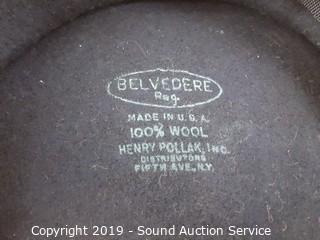 BELVEDERE
Reg.
MADE IN U.S.A.
100% WOOL
HENRY POLLAK, INC.
DISTRIBUTORS
FIFTH AVE., N.Y.
Copyright 2019 - Sound Auction Service